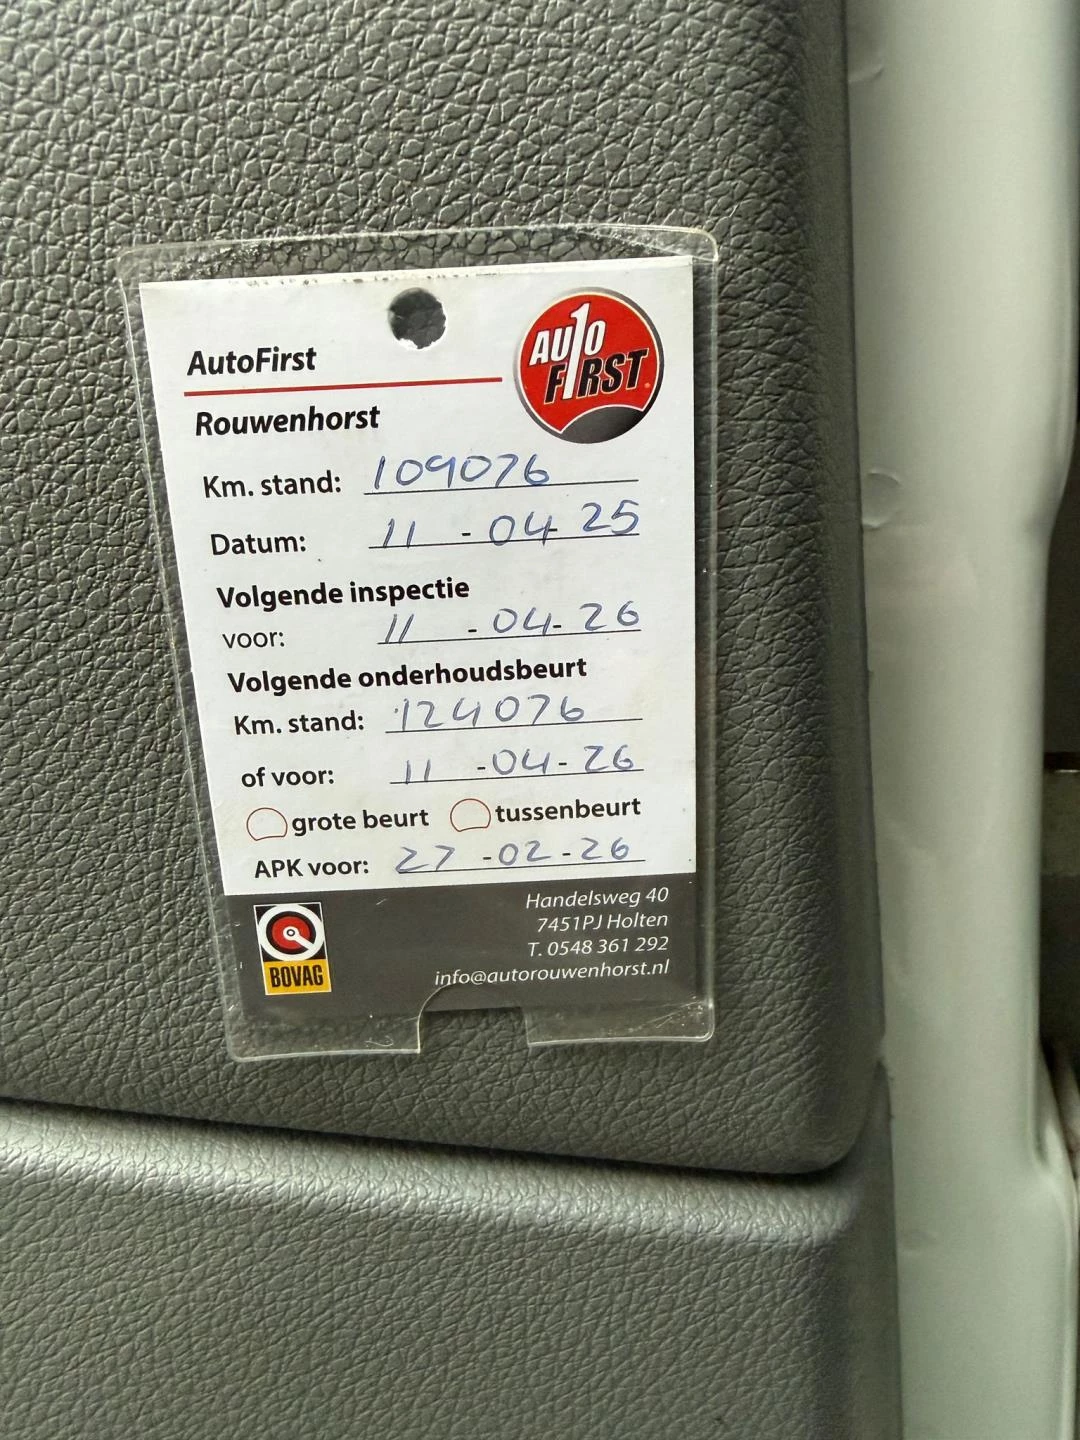 AutoFirst
AUTO
F1RST
Rouwenhorst
Km. stand: 109076
Datum: 11 - 04 - 25
Volgende inspectie
voor: 11 - 04 - 26
Volgende onderhoudsbeurt
Km. stand: 124076
of voor: 11 - 04 - 26
grote beurt tussenbeurt
APK voor: 27 - 02 - 26
Handelsweg 40
7451PJ Holten
T. 0548 361 292
info@autorouwenhorst.nl
BOVAG